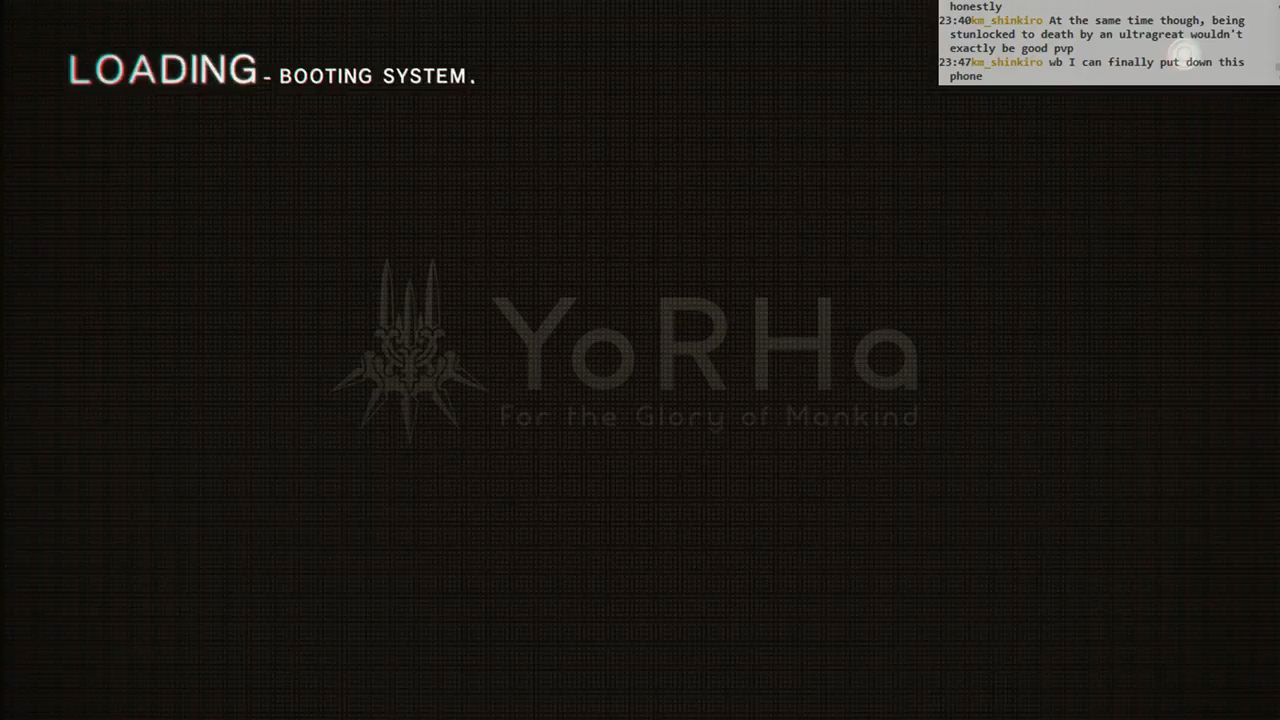 LOADING - BOOTING SYSTEM.
honestly
23:40km_shinkiro At the same time though, being
stunlocked to death by an ultragreat wouldn't
exactly be good pvp
23:47km_shinkiro wb I can finally put down this
phone
YoRHa
For the Glory of Mankind